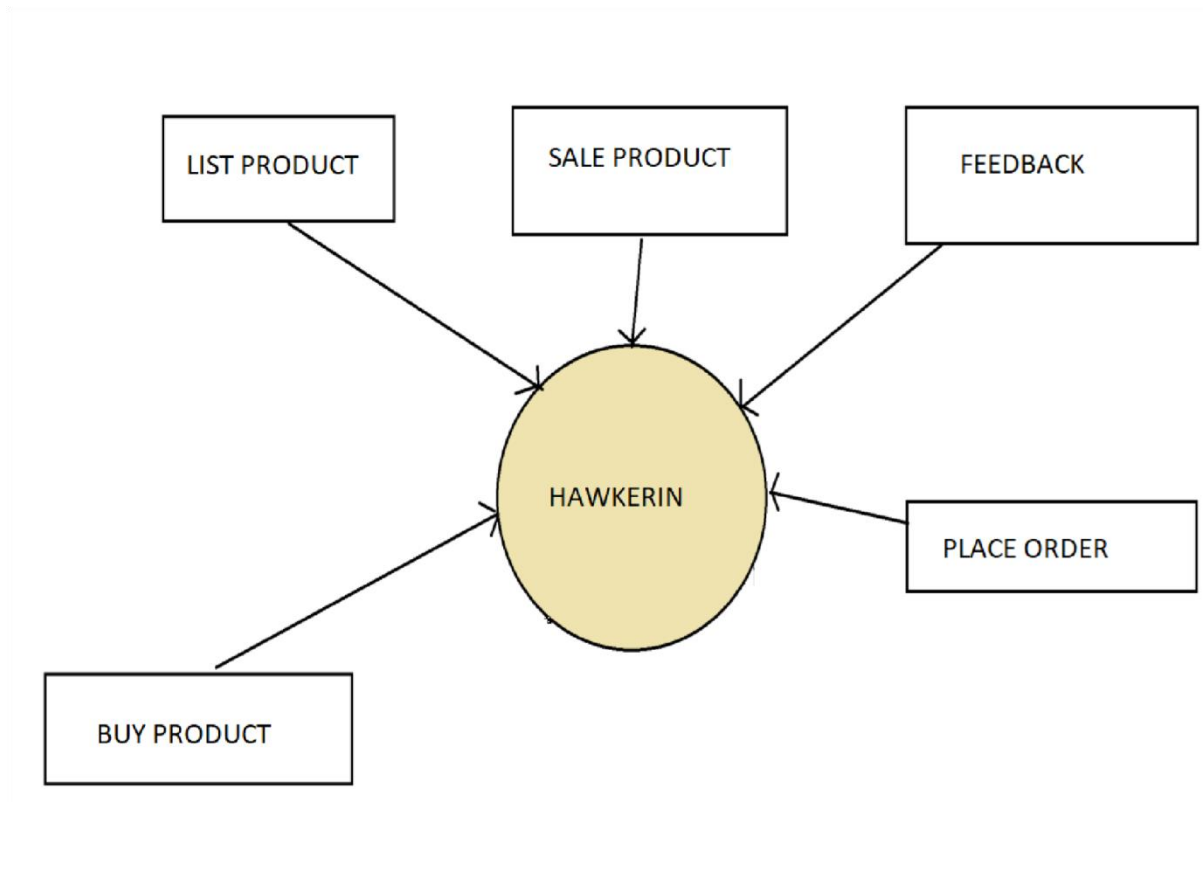 LIST PRODUCT
SALE PRODUCT
FEEDBACK
HAWKERIN
PLACE ORDER
BUY PRODUCT